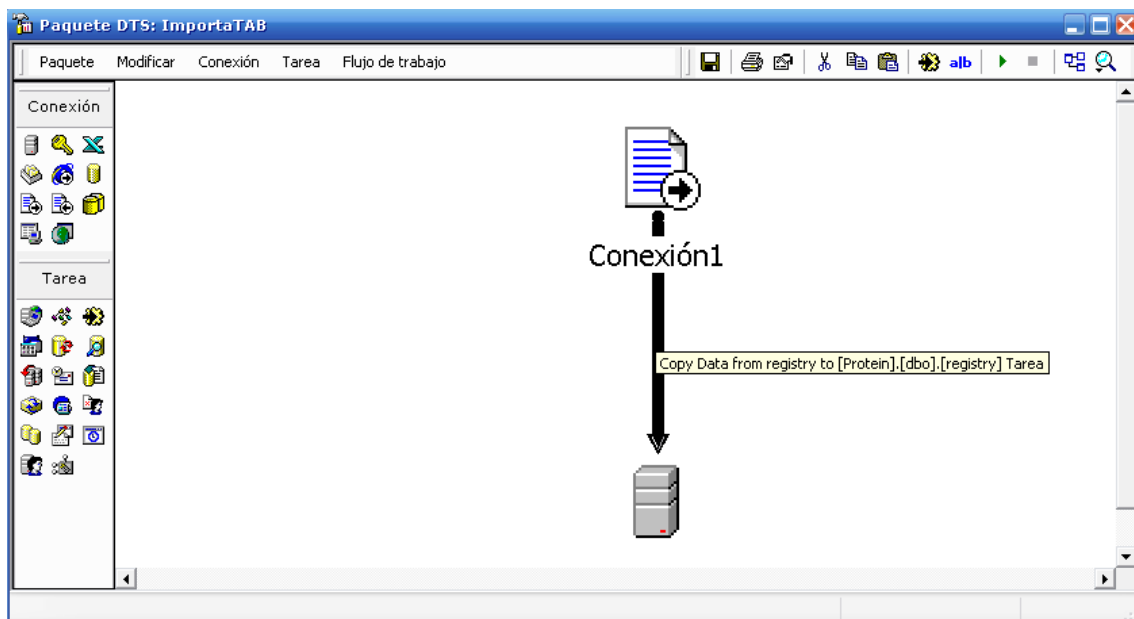 Paquete DTS: ImportaTAB
Paquete Modificar Conexión Tarea Flujo de trabajo a|b
Conexión
Tarea
Conexión1
Copy Data from registry to [Protein].[dbo].[registry] Tarea